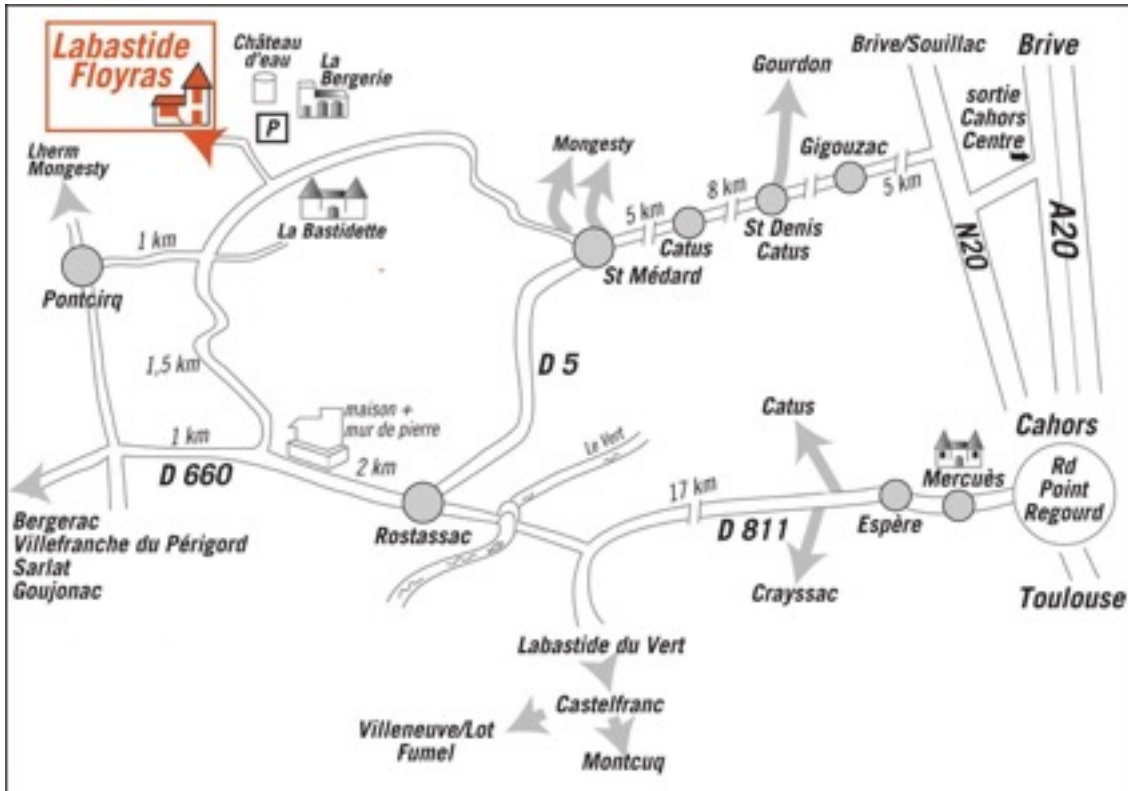 Labastide
Floyras
Château
d'eau
La
Bergerie
P
Brive/Souillac
Brive
Gourdon
sortie
Cahors
Centre
Lherm
Mongesty
Mongesty
Gigouzac
8 km
5 km
5 km
1 km
La Bastidette
Catus
St Denis
Catus
N20
A20
St Médard
Pontcirq
1,5 km
D 5
maison +
mur de pierre
Catus
Cahors
1 km
D 660
2 km
Le Vert
Mercuès
Rd
Point
Regourd
17 km
Rostassac
D 811
Espère
Bergerac
Villefranche du Périgord
Sarlat
Goujonac
Crayssac
Toulouse
Labastide du Vert
Castelfranc
Villeneuve/Lot
Fumel
Montcuq